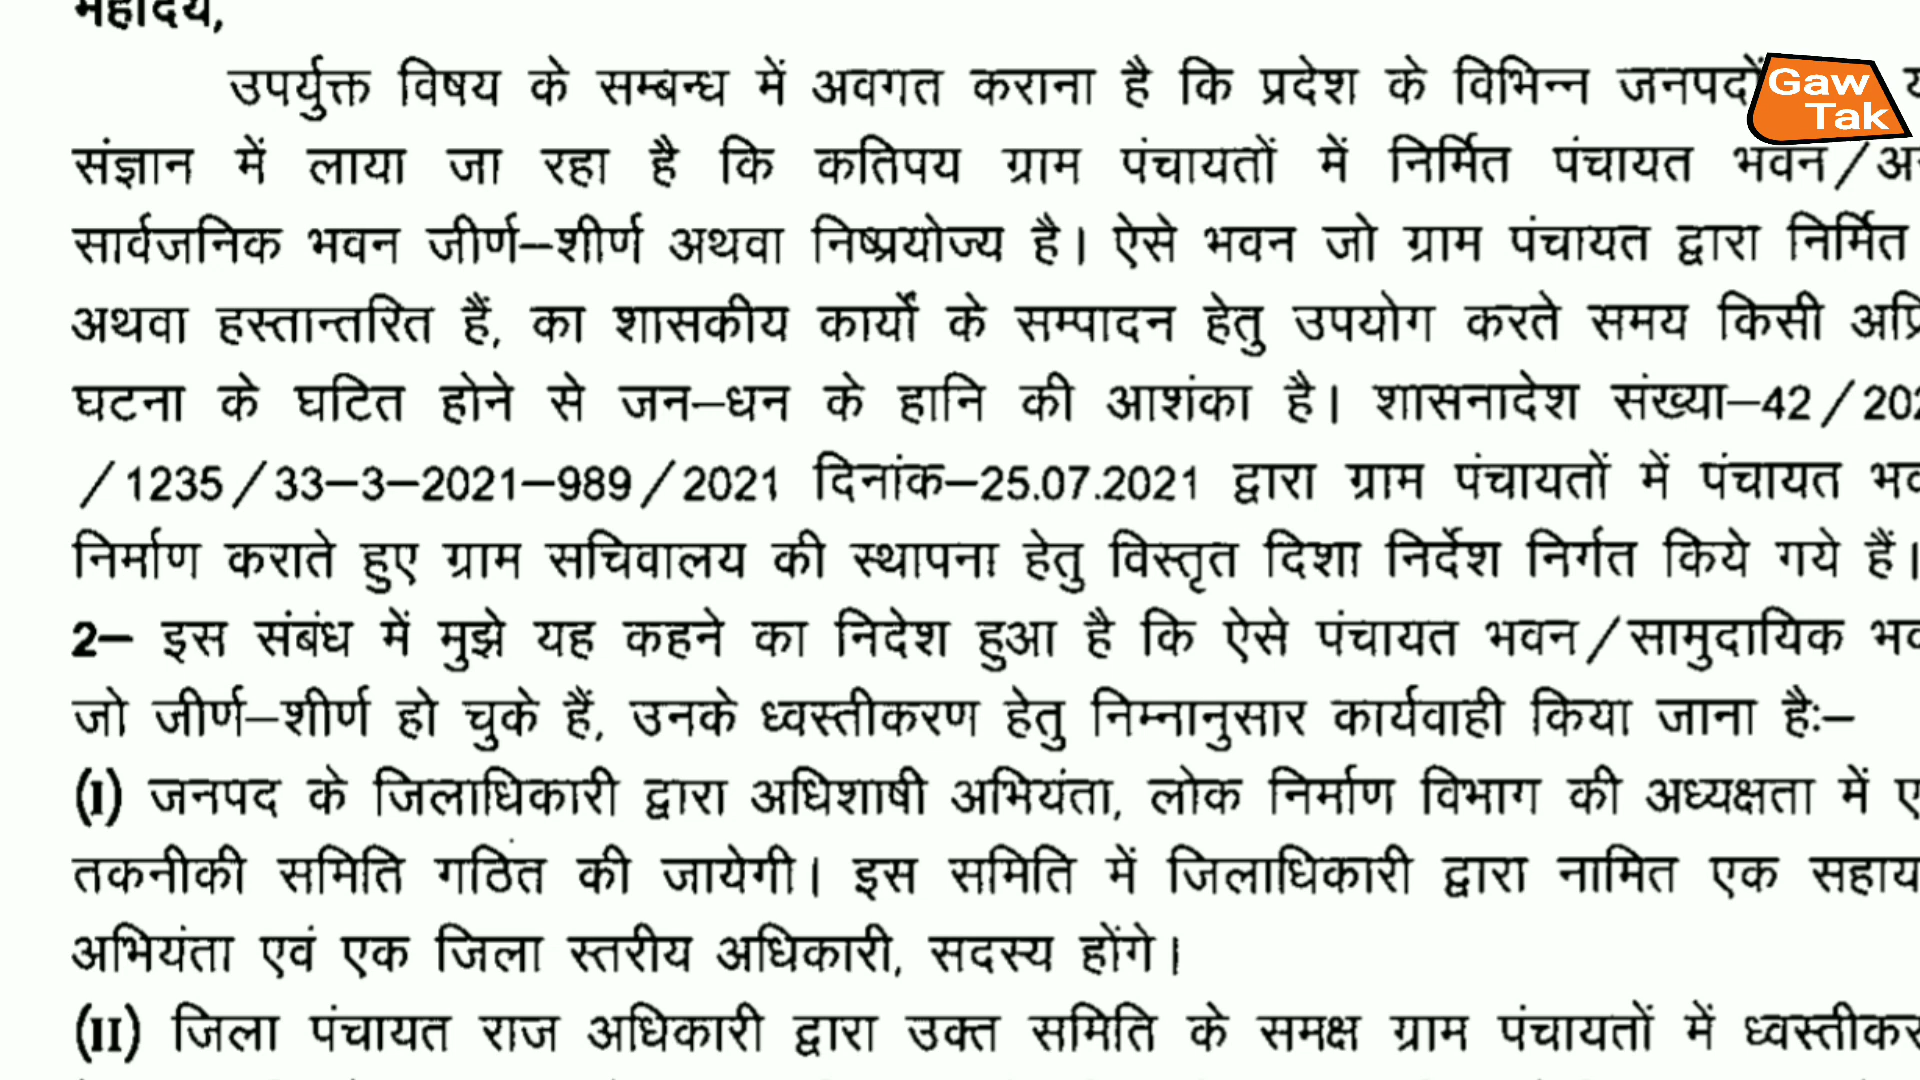 महोदय,
उपर्युक्त विषय के सम्बन्ध में अवगत कराना है कि प्रदेश के विभिन्न जनपदों
Gaw
Tak
संज्ञान में लाया जा रहा है कि कतिपय ग्राम पंचायतों में निर्मित पंचायत भवन/
सार्वजनिक भवन जीर्ण–शीर्ण अथवा निष्प्रयोज्य है। ऐसे भवन जो ग्राम पंचायत द्वारा निर्मित
अथवा हस्तान्तरित हैं, का शासकीय कार्यो के सम्पादन हेतु उपयोग करते समय किसी
घटना के घटित होने से जन–धन के हानि की आशंका है। शासनादेश संख्या–42/202
/1235/33–3–2021–989/2021 दिनांक–25.07.2021 द्वारा ग्राम पंचायतों में पंचायत
निर्माण कराते हुए ग्राम सचिवालय की स्थापना हेतु विस्तृत दिशा निर्देश निर्गत किये गये हैं।
2– इस संबंध में मुझे यह कहने का निदेश हुआ है कि ऐसे पंचायत भवन/सामुदायिक
जो जीर्ण–शीर्ण हो चुके हैं, उनके ध्वस्तीकरण हेतु निम्नानुसार कार्यवाही किया जाना हैः–
(I) जनपद के जिलाधिकारी द्वारा अधिशाषी अभियंता, लोक निर्माण विभाग की अध्यक्षता में
तकनीकी समिति गठित की जायेगी। इस समिति में जिलाधिकारी द्वारा नामित एक सहाय
अभियंता एवं एक जिला स्तरीय अधिकारी, सदस्य होंगे।
(II) जिला पंचायत राज अधिकारी द्वारा उक्त समिति के समक्ष ग्राम पंचायतों में ध्वस्तीकर